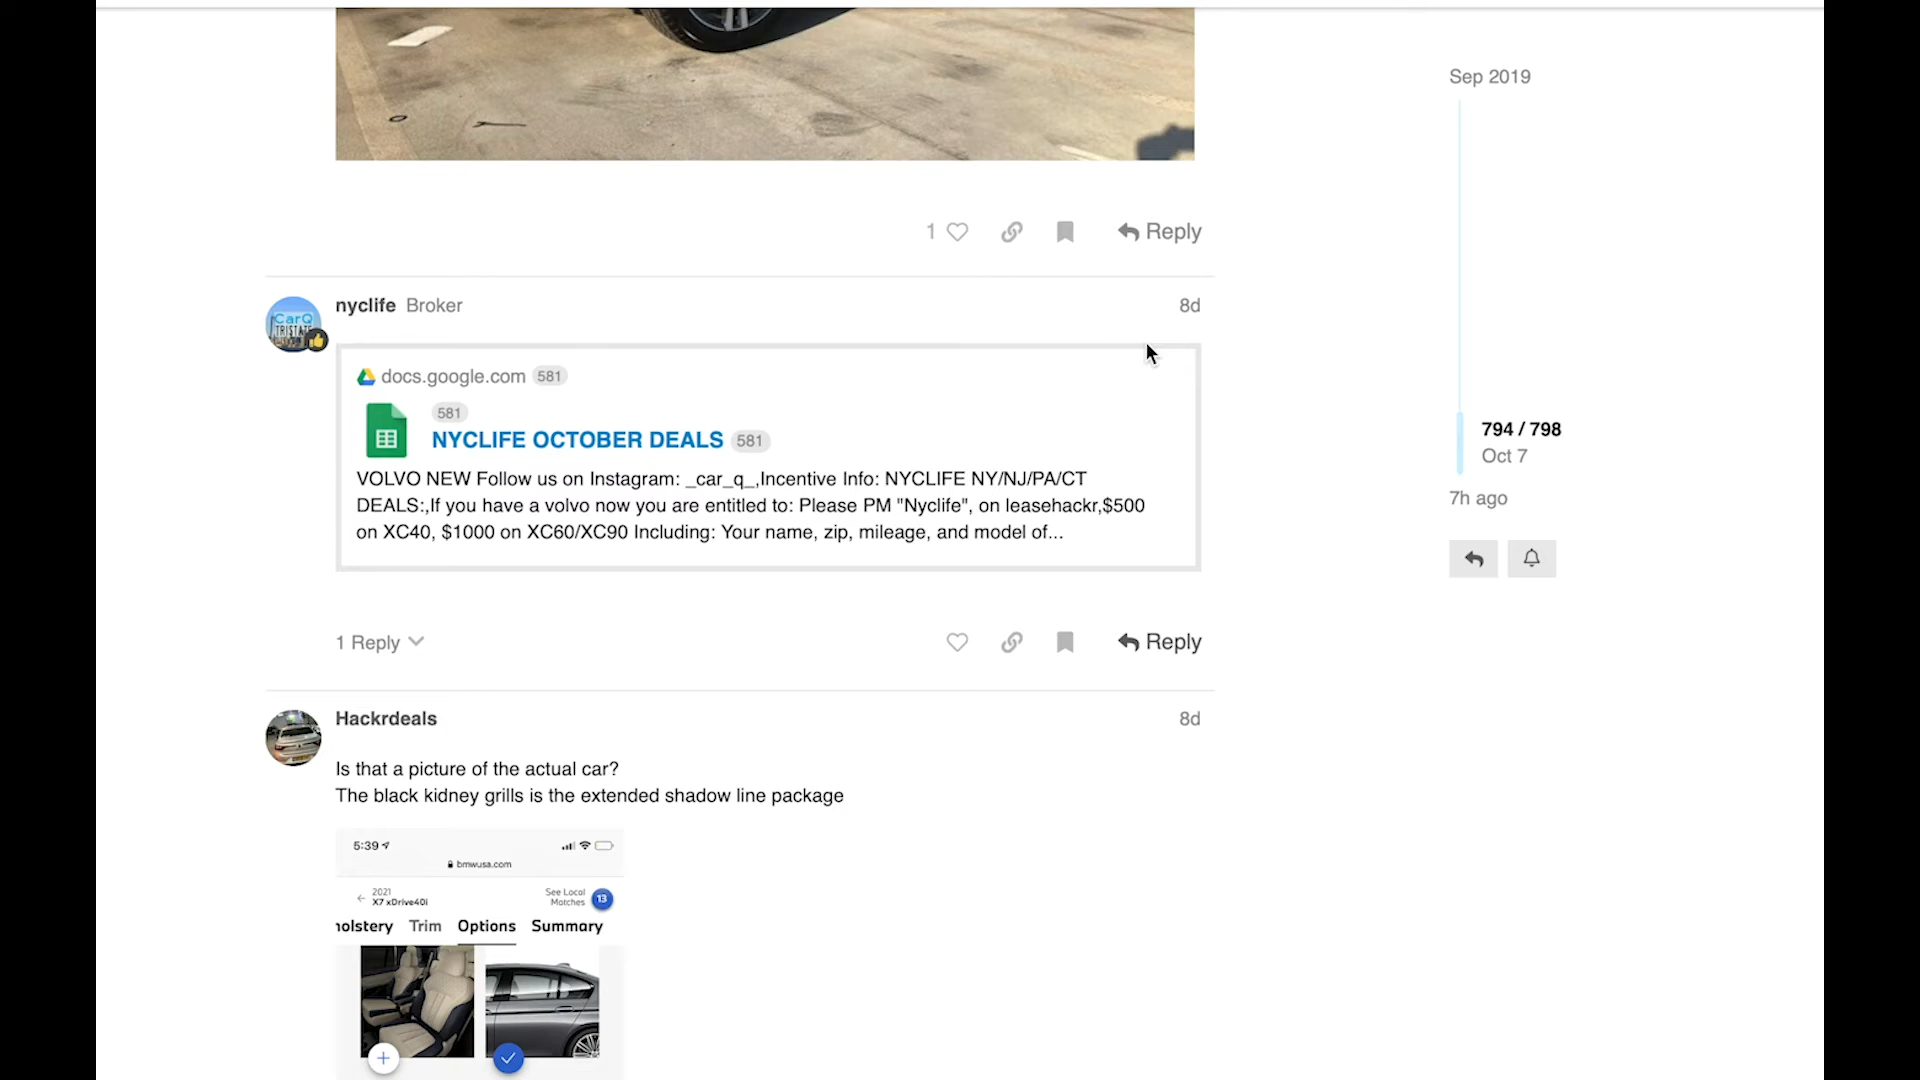 Sep 2019
1
Reply
nyclife Broker
8d
CarQ
TRISTATE
docs.google.com 581
581
NYCLIFE OCTOBER DEALS 581
VOLVO NEW Follow us on Instagram: _car_q_,Incentive Info: NYCLIFE NY/NJ/PA/CT
DEALS:,If you have a volvo now you are entitled to: Please PM "Nyclife", on leasehackr,$500
on XC40, $1000 on XC60/XC90 Including: Your name, zip, mileage, and model of...
794 / 798
Oct 7
7h ago
1 Reply
Reply
Hackrdeals
8d
Is that a picture of the actual car?
The black kidney grills is the extended shadow line package
5:39
bmwusa.com
2021
X7 xDrive40i
See Local
Matches
13
holstery Trim Options Summary